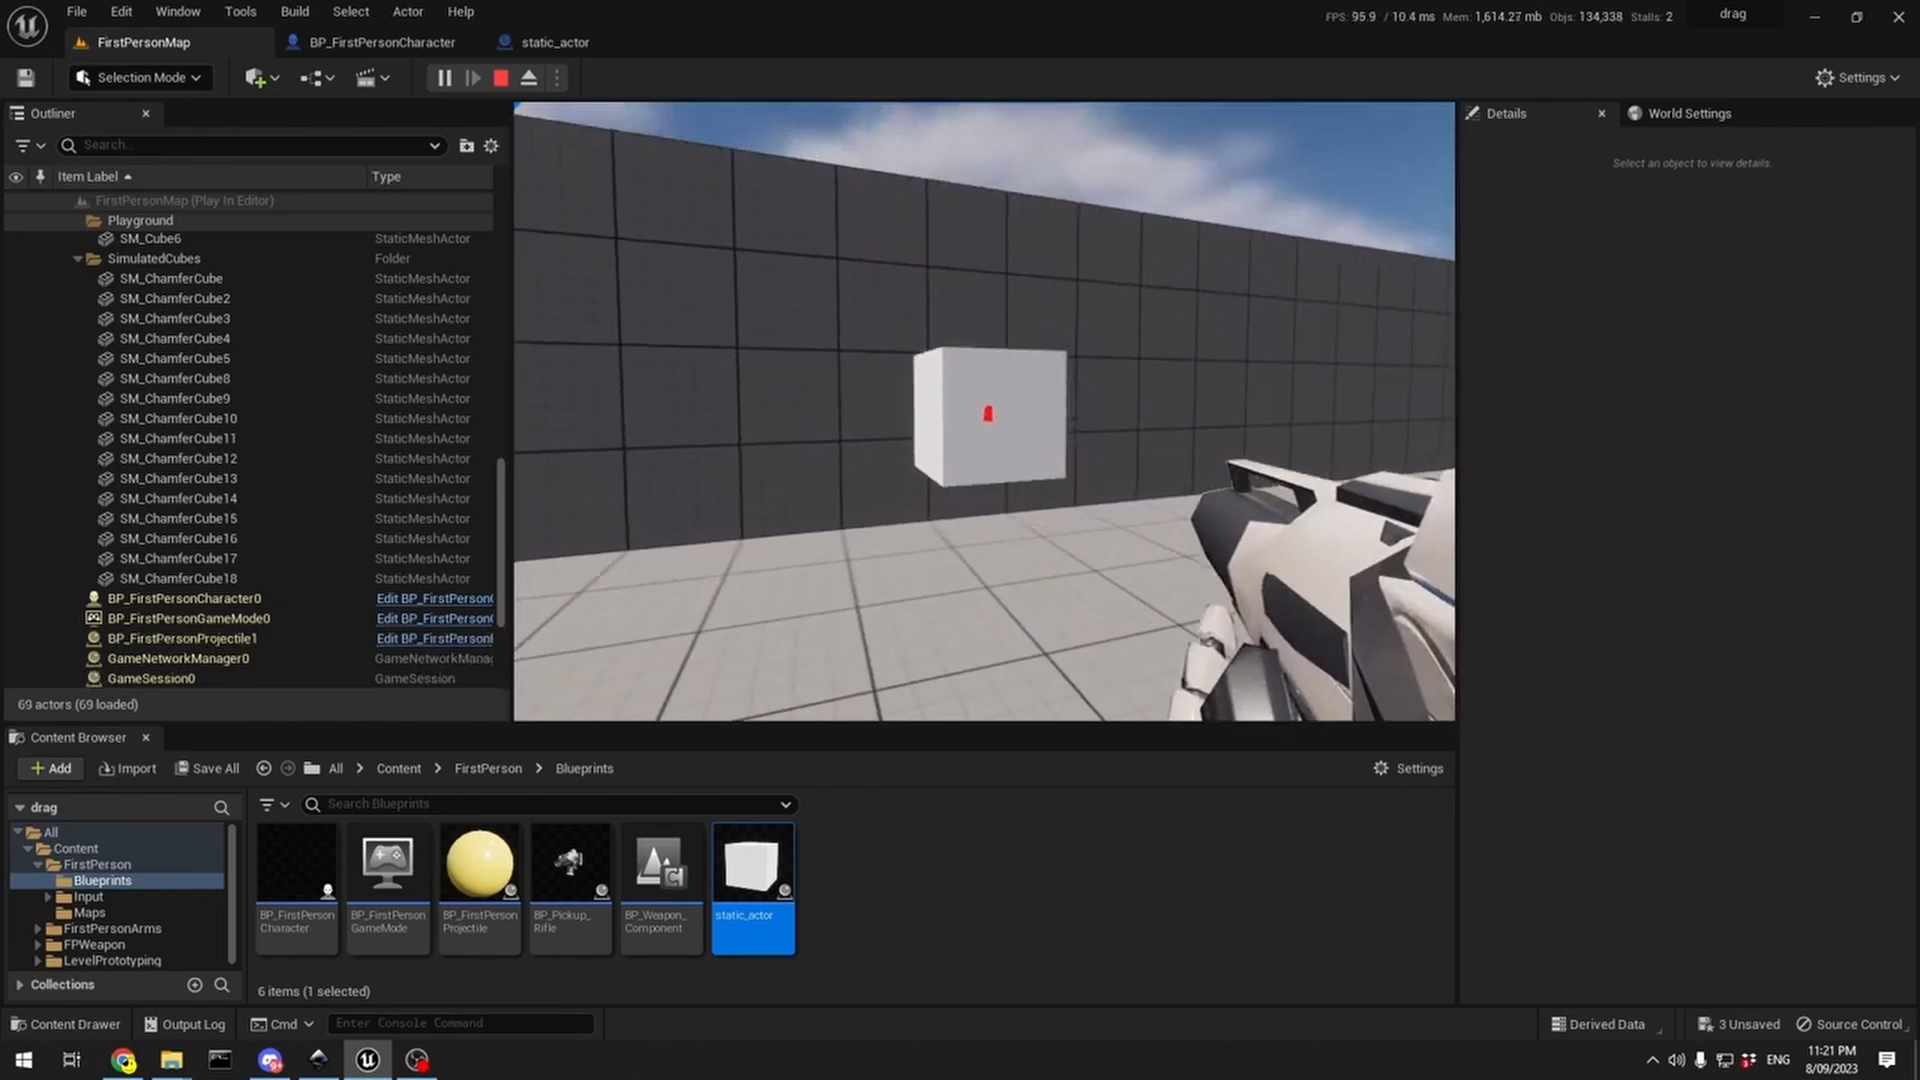 File Edit Window Tools Build Select Actor Help
FPS: 95.9 / 10.4 ms Mem: 1,614.27 mb Objs: 134,338 Stalls: 2
drag
FirstPersonMap
BP_FirstPersonCharacter
static_actor
Selection Mode
Settings
Outliner
Search...
Item Label Type
FirstPersonMap (Play In Editor)
Playground
SM_Cube6 StaticMeshActor
SimulatedCubes Folder
SM_ChamferCube StaticMeshActor
SM_ChamferCube2 StaticMeshActor
SM_ChamferCube3 StaticMeshActor
SM_ChamferCube4 StaticMeshActor
SM_ChamferCube5 StaticMeshActor
SM_ChamferCube8 StaticMeshActor
SM_ChamferCube9 StaticMeshActor
SM_ChamferCube10 StaticMeshActor
SM_ChamferCube11 StaticMeshActor
SM_ChamferCube12 StaticMeshActor
SM_ChamferCube13 StaticMeshActor
SM_ChamferCube14 StaticMeshActor
SM_ChamferCube15 StaticMeshActor
SM_ChamferCube16 StaticMeshActor
SM_ChamferCube17 StaticMeshActor
SM_ChamferCube18 StaticMeshActor
BP_FirstPersonCharacter0 Edit BP_FirstPerson
BP_FirstPersonGameMode0 Edit BP_FirstPerson
BP_FirstPersonProjectile1 Edit BP_FirstPerson
GameNetworkManager0 GameNetworkManag
GameSession0 GameSession
69 actors (69 loaded)
Details
World Settings
Select an object to view details.
Content Browser
Add
Import
Save All
All > Content > FirstPerson > Blueprints
Settings
drag
All
Content
FirstPerson
Blueprints
Input
Maps
FirstPersonArms
FPWeapon
LevelPrototyping
Collections
Search Blueprints
BP_FirstPerson
Character
BP_FirstPerson
GameMode
BP_FirstPerson
Projectile
BP_Pickup_
Rifle
BP_Weapon_
Component
static_actor
6 items (1 selected)
Content Drawer
Output Log
Cmd
Enter Console Command
Derived Data
3 Unsaved
Source Control
ENG
11:21 PM
8/09/2023